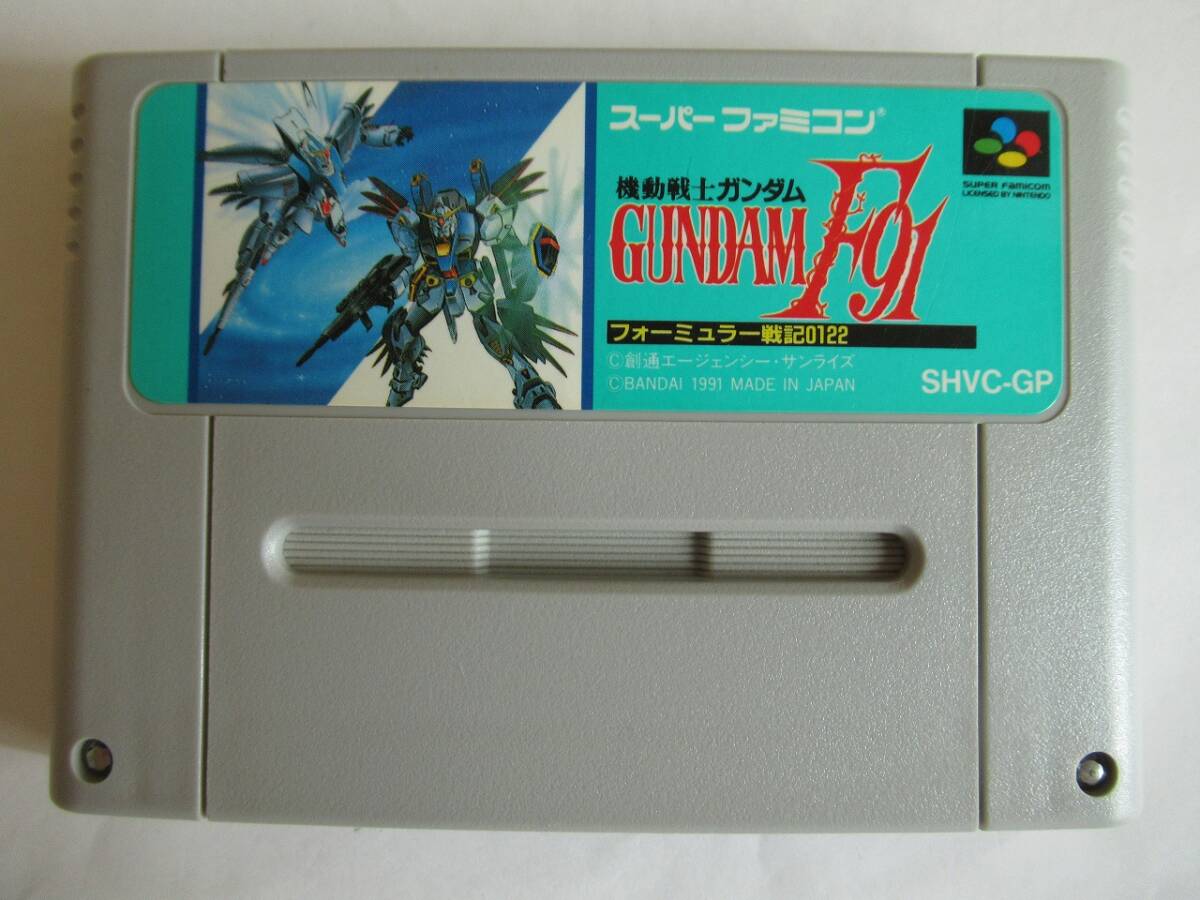 スーパーファミコン®
SUPER FAMICOM
LICENSED BY NINTENDO
機動戦士ガンダム
GUNDAM F91
フォーミュラー戦記0122
©創通エージェンシー・サンライズ
©BANDAI 1991 MADE IN JAPAN
SHVC-GP